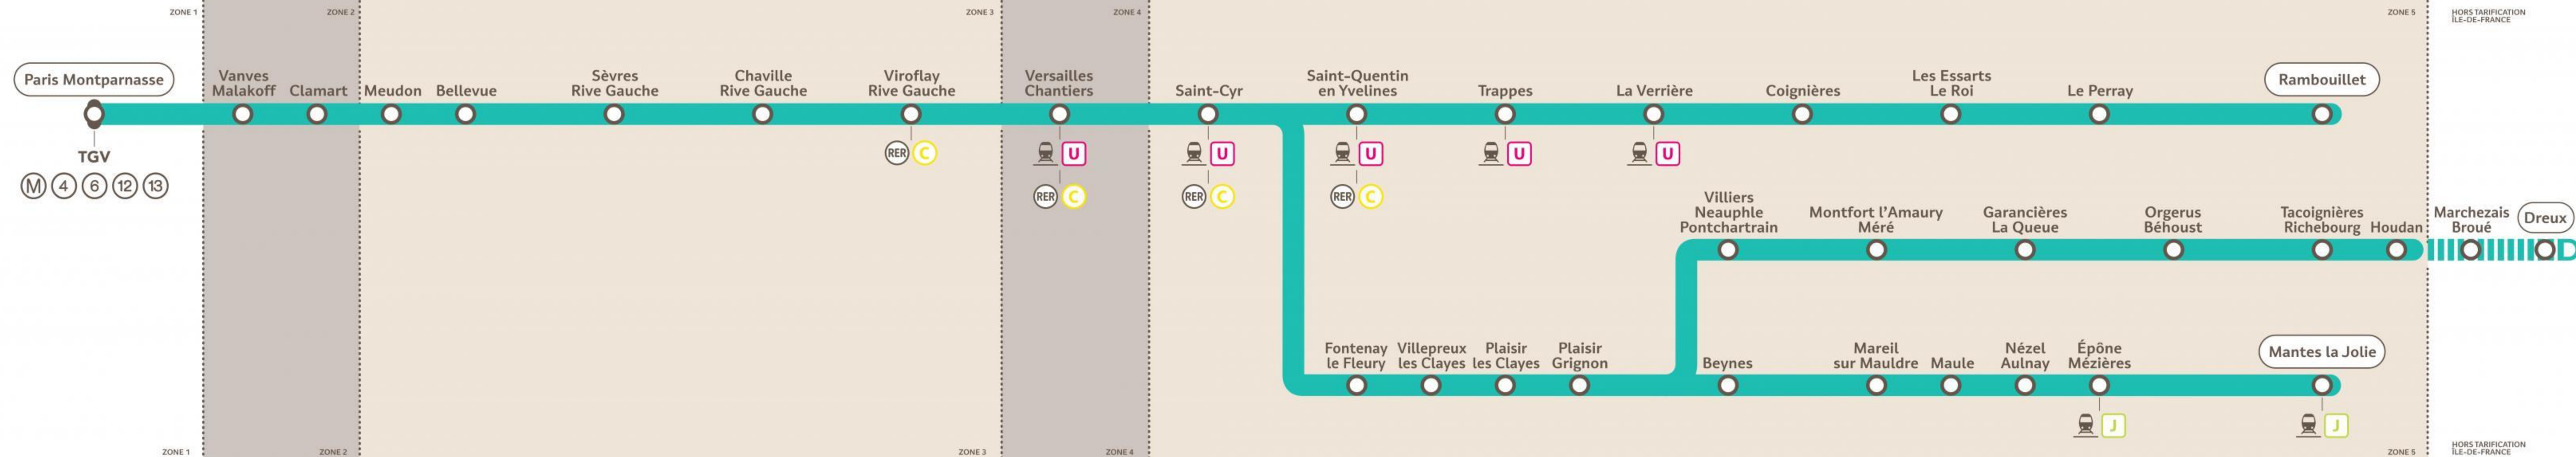 ZONE 1
ZONE 2
ZONE 3
ZONE 4
ZONE 5
HORS TARIFICATION
ÎLE-DE-FRANCE
Paris Montparnasse
Vanves
Malakoff
Clamart
Meudon
Bellevue
Sèvres
Rive Gauche
Chaville
Rive Gauche
Viroflay
Rive Gauche
Versailles
Chantiers
Saint-Cyr
Saint-Quentin
en Yvelines
Trappes
La Verrière
Coignières
Les Essarts
Le Roi
Le Perray
Rambouillet
TGV
M 4 6 12 13
RER C
U
RER C
U
RER C
U
RER C
U
U
Villiers
Neauphle
Pontchartrain
Montfort l'Amaury
Méré
Garancières
La Queue
Orgerus
Béhoust
Tacoignières
Richebourg
Houdan
Marchezais
Broué
Dreux
Fontenay
le Fleury
Villepreux
les Clayes
Plaisir
les Clayes
Plaisir
Grignon
Beynes
Mareil
sur Mauldre
Maule
Nézel
Aulnay
Épône
Mézières
Mantes la Jolie
J
J
ZONE 1
ZONE 2
ZONE 3
ZONE 4
ZONE 5
HORS TARIFICATION
ÎLE-DE-FRANCE